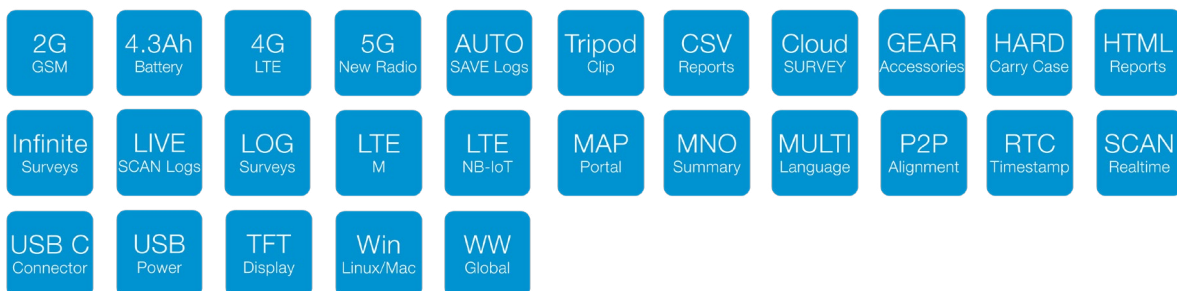 2G
GSM
4.3Ah
Battery
4G
LTE
5G
New Radio
AUTO
SAVE Logs
Tripod
Clip
CSV
Reports
Cloud
SURVEY
GEAR
Accessories
HARD
Carry Case
HTML
Reports
Infinite
Surveys
LIVE
SCAN Logs
LOG
Surveys
LTE
M
LTE
NB-IoT
MAP
Portal
MNO
Summary
MULTI
Language
P2P
Alignment
RTC
Timestamp
SCAN
Realtime
USB C
Connector
USB
Power
TFT
Display
Win
Linux/Mac
WW
Global